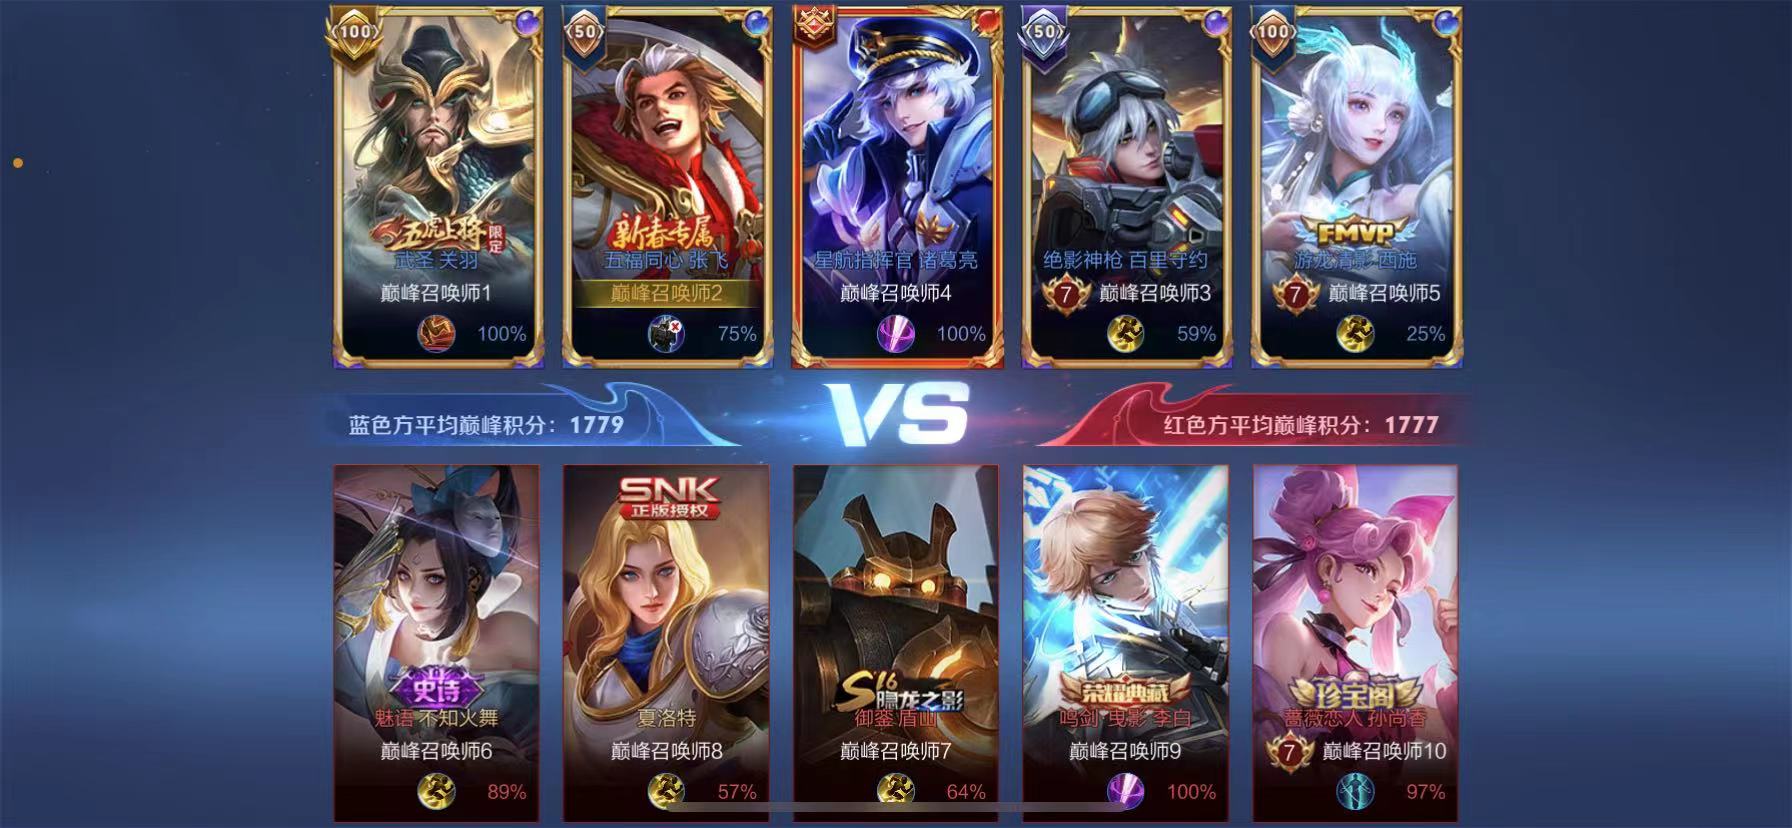 100
五虎上将 限定
武圣 关羽
巅峰召唤师1
100%
50
新春专属
五福同心 张飞
巅峰召唤师2
75%
星航指挥官 诸葛亮
巅峰召唤师4
100%
50
绝影神枪 百里守约
7 巅峰召唤师3
59%
100
FMVP
游龙清影 西施
7 巅峰召唤师5
25%
蓝色方平均巅峰积分：1779
VS
红色方平均巅峰积分：1777
史诗
魅语 不知火舞
巅峰召唤师6
89%
SNK
正版授权
夏洛特
巅峰召唤师8
57%
S16 隐龙之影
御銮 盾山
巅峰召唤师7
64%
荣耀典藏
鸣剑·曳影 李白
巅峰召唤师9
100%
珍宝阁
蔷薇恋人 孙尚香
7 巅峰召唤师10
97%